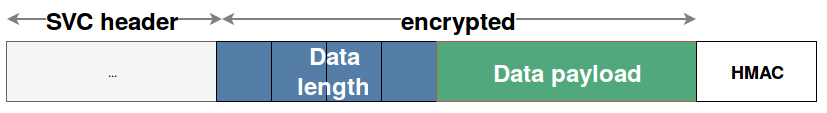 SVC header
encrypted
...
Data
length
Data payload
HMAC